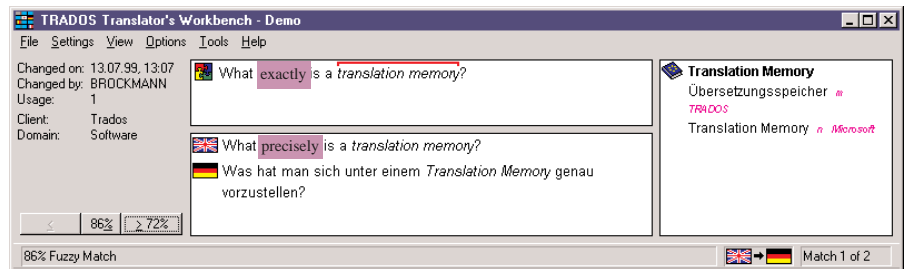 TRADOS Translator's Workbench - Demo
File Settings View Options Tools Help
Changed on: 13.07.99, 13:07
Changed by: BROCKMANN
Usage: 1
Client: Trados
Domain: Software
What exactly is a translation memory?
What precisely is a translation memory?
Was hat man sich unter einem Translation Memory genau
vorzustellen?
Translation Memory
Übersetzungsspeicher m
TRADOS
Translation Memory n Microsoft
< 86% > 72%
86% Fuzzy Match
Match 1 of 2